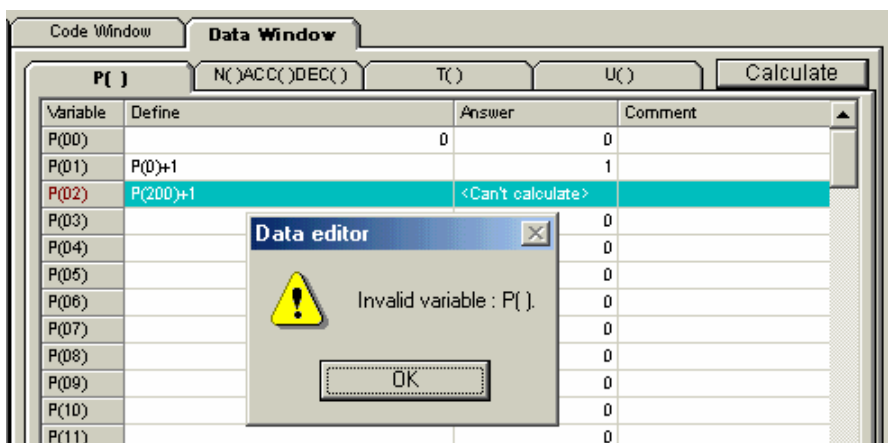 Code Window Data Window
P( ) N( )ACC( )DEC( ) T( ) U( ) Calculate
Variable Define Answer Comment
P(00) 0 0
P(01) P(0)+1 1
P(02) P(200)+1 <Can't calculate>
P(03) 0
P(04) 0
P(05) 0
P(06) 0
P(07) 0
P(08) 0
P(09) 0
P(10) 0
P(11) 0
Data editor
Invalid variable : P( ).
OK